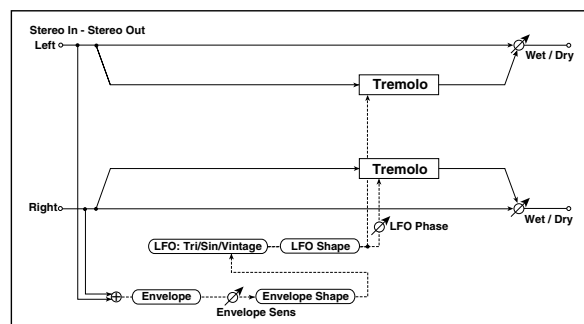 Stereo In - Stereo Out
Left
Wet / Dry
Tremolo
Tremolo
Right
Wet / Dry
LFO Phase
LFO: Tri/Sin/Vintage
LFO Shape
Envelope
Envelope Shape
Envelope Sens